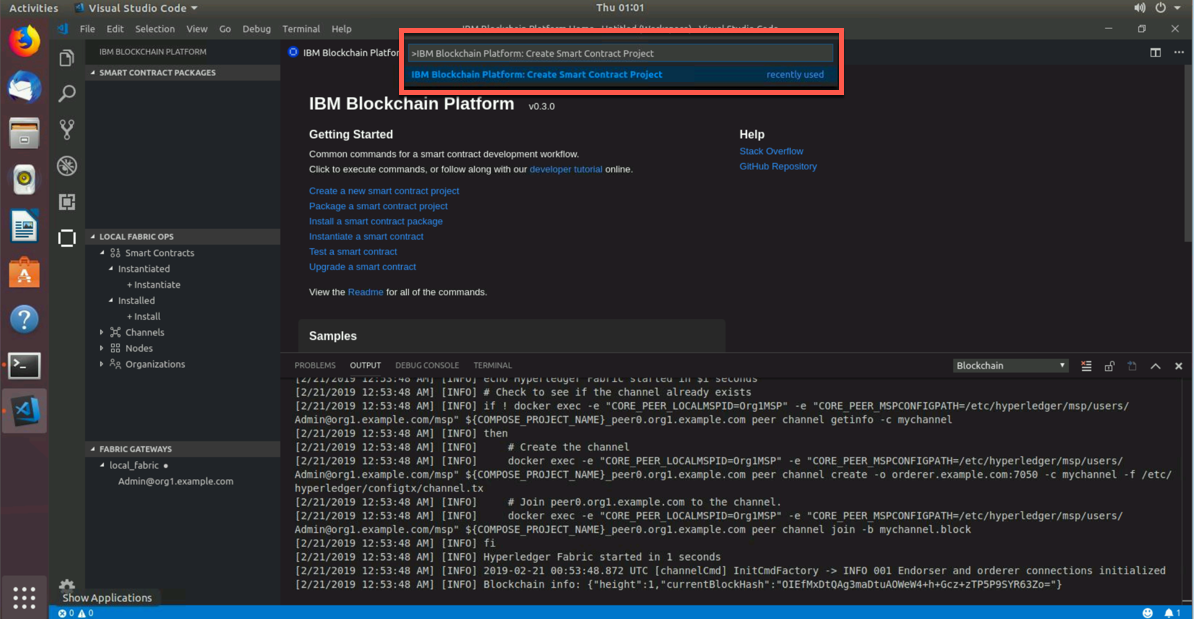 Activities Visual Studio Code Thu 01:01
File Edit Selection View Go Debug Terminal Help
IBM BLOCKCHAIN PLATFORM
SMART CONTRACT PACKAGES
LOCAL FABRIC OPS
Smart Contracts
Instantiated
+ Instantiate
Installed
+ Install
Channels
Nodes
Organizations
FABRIC GATEWAYS
local_fabric ●
Admin@org1.example.com
Show Applications
IBM Blockchain Platfor
>IBM Blockchain Platform: Create Smart Contract Project
IBM Blockchain Platform: Create Smart Contract Project recently used
IBM Blockchain Platform v0.3.0
Getting Started
Common commands for a smart contract development workflow.
Click to execute commands, or follow along with our developer tutorial online.
Create a new smart contract project
Package a smart contract project
Install a smart contract package
Instantiate a smart contract
Test a smart contract
Upgrade a smart contract
View the Readme for all of the commands.
Help
Stack Overflow
GitHub Repository
Samples
PROBLEMS OUTPUT DEBUG CONSOLE TERMINAL Blockchain
[2/21/2019 12:53:48 AM] [INFO] echo Hyperledger Fabric started in $i seconds
[2/21/2019 12:53:48 AM] [INFO] # Check to see if the channel already exists
[2/21/2019 12:53:48 AM] [INFO] if ! docker exec -e "CORE_PEER_LOCALMSPID=Org1MSP" -e "CORE_PEER_MSPCONFIGPATH=/etc/hyperledger/msp/users/
Admin@org1.example.com/msp" ${COMPOSE_PROJECT_NAME}_peer0.org1.example.com peer channel getinfo -c mychannel
[2/21/2019 12:53:48 AM] [INFO] then
[2/21/2019 12:53:48 AM] [INFO] # Create the channel
[2/21/2019 12:53:48 AM] [INFO] docker exec -e "CORE_PEER_LOCALMSPID=Org1MSP" -e "CORE_PEER_MSPCONFIGPATH=/etc/hyperledger/msp/users/
Admin@org1.example.com/msp" ${COMPOSE_PROJECT_NAME}_peer0.org1.example.com peer channel create -o orderer.example.com:7050 -c mychannel -f /etc/
hyperledger/configtx/channel.tx
[2/21/2019 12:53:48 AM] [INFO] # Join peer0.org1.example.com to the channel.
[2/21/2019 12:53:48 AM] [INFO] docker exec -e "CORE_PEER_LOCALMSPID=Org1MSP" -e "CORE_PEER_MSPCONFIGPATH=/etc/hyperledger/msp/users/
Admin@org1.example.com/msp" ${COMPOSE_PROJECT_NAME}_peer0.org1.example.com peer channel join -b mychannel.block
[2/21/2019 12:53:48 AM] [INFO] fi
[2/21/2019 12:53:48 AM] [INFO] Hyperledger Fabric started in 1 seconds
[2/21/2019 12:53:48 AM] [INFO] 2019-02-21 00:53:48.872 UTC [channelCmd] InitCmdFactory -> INFO 001 Endorser and orderer connections initialized
[2/21/2019 12:53:48 AM] [INFO] Blockchain info: {"height":1,"currentBlockHash":"OIEfMxDtQAg3maDtuAOWeW4+h+Gcz+zTP5P9SYR63Zo="}
0 0 1